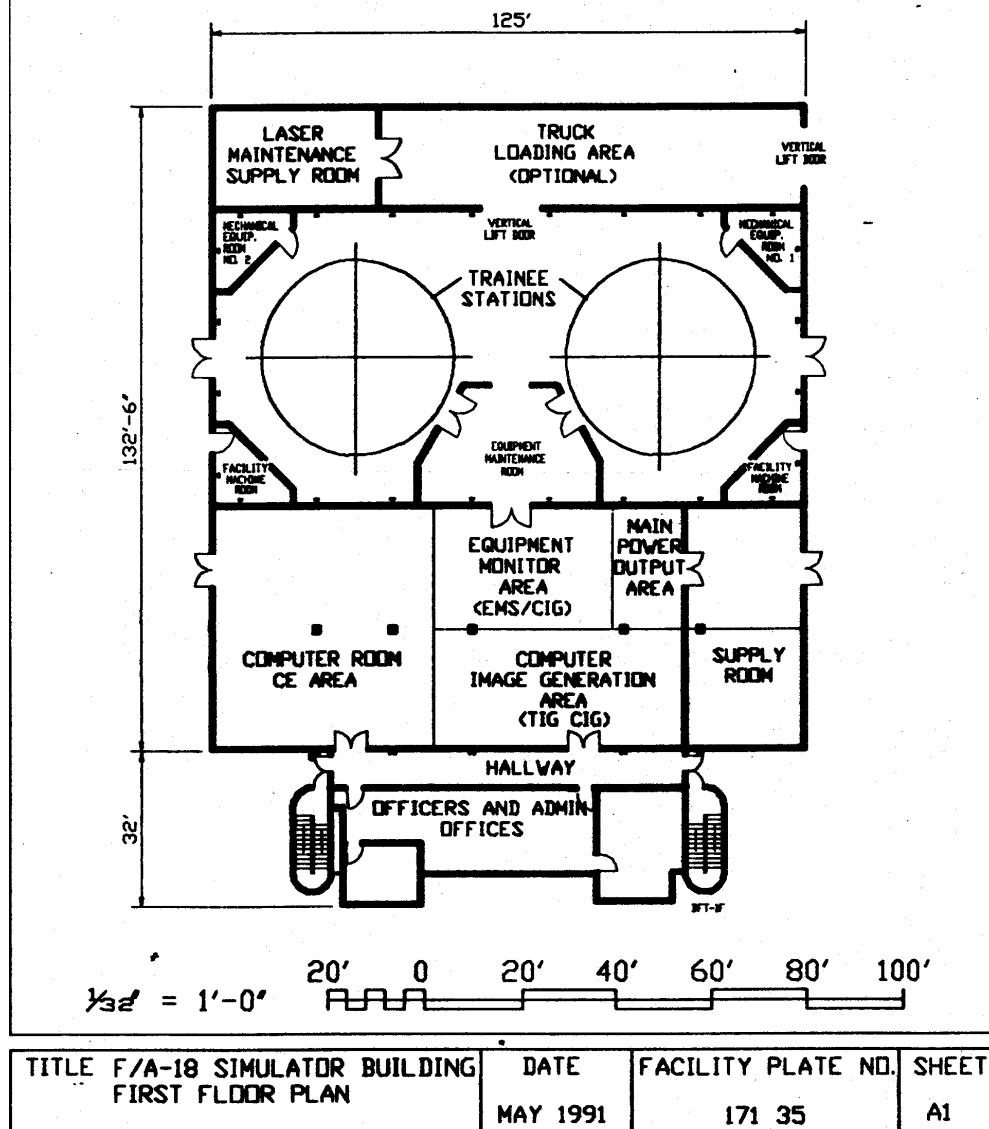 125'
LASER
MAINTENANCE
SUPPLY ROOM
TRUCK
LOADING AREA
(OPTIONAL)
VERTICAL
LIFT DOOR
MECHANICAL
EQUIP.
ROOM
NO. 2
VERTICAL
LIFT DOOR
MECHANICAL
EQUIP.
ROOM
NO. 1
TRAINEE
STATIONS
132'-6"
EQUIPMENT
MAINTENANCE
ROOM
FACILITY
MACHINE
ROOM
FACILITY
MACHINE
ROOM
EQUIPMENT
MONITOR
AREA
(EMS/CIG)
MAIN
POWER
OUTPUT
AREA
COMPUTER ROOM
CE AREA
COMPUTER
IMAGE GENERATION
AREA
(TIG CIG)
SUPPLY
ROOM
HALLWAY
OFFICERS AND ADMIN
OFFICES
32'
20' 0 20' 40' 60' 80' 100'
1/32" = 1'-0"
TITLE F/A-18 SIMULATOR BUILDING
FIRST FLOOR PLAN
DATE
MAY 1991
FACILITY PLATE NO.
171 35
SHEET
A1